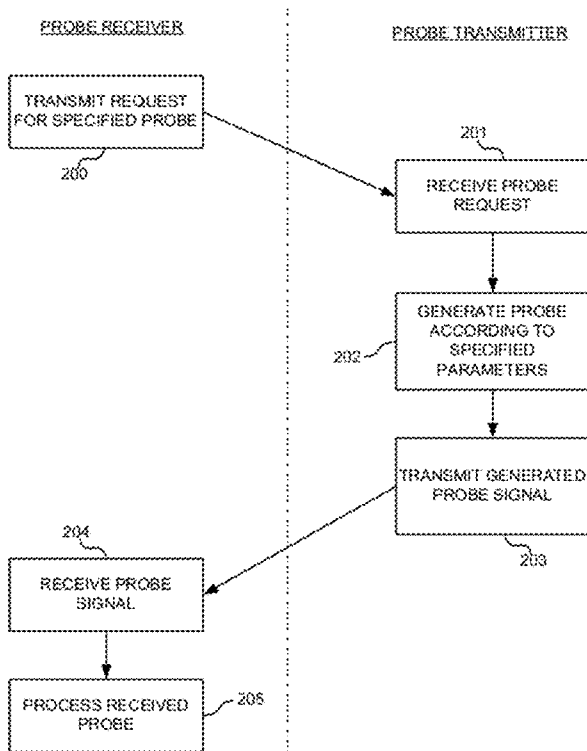 PROBE RECEIVER
PROBE TRANSMITTER
TRANSMIT REQUEST
FOR SPECIFIED PROBE
200
201
RECEIVE PROBE
REQUEST
GENERATE PROBE
ACCORDING TO
SPECIFIED
PARAMETERS
202
TRANSMIT GENERATED
PROBE SIGNAL
203
204
RECEIVE PROBE
SIGNAL
PROCESS RECEIVED
PROBE
205